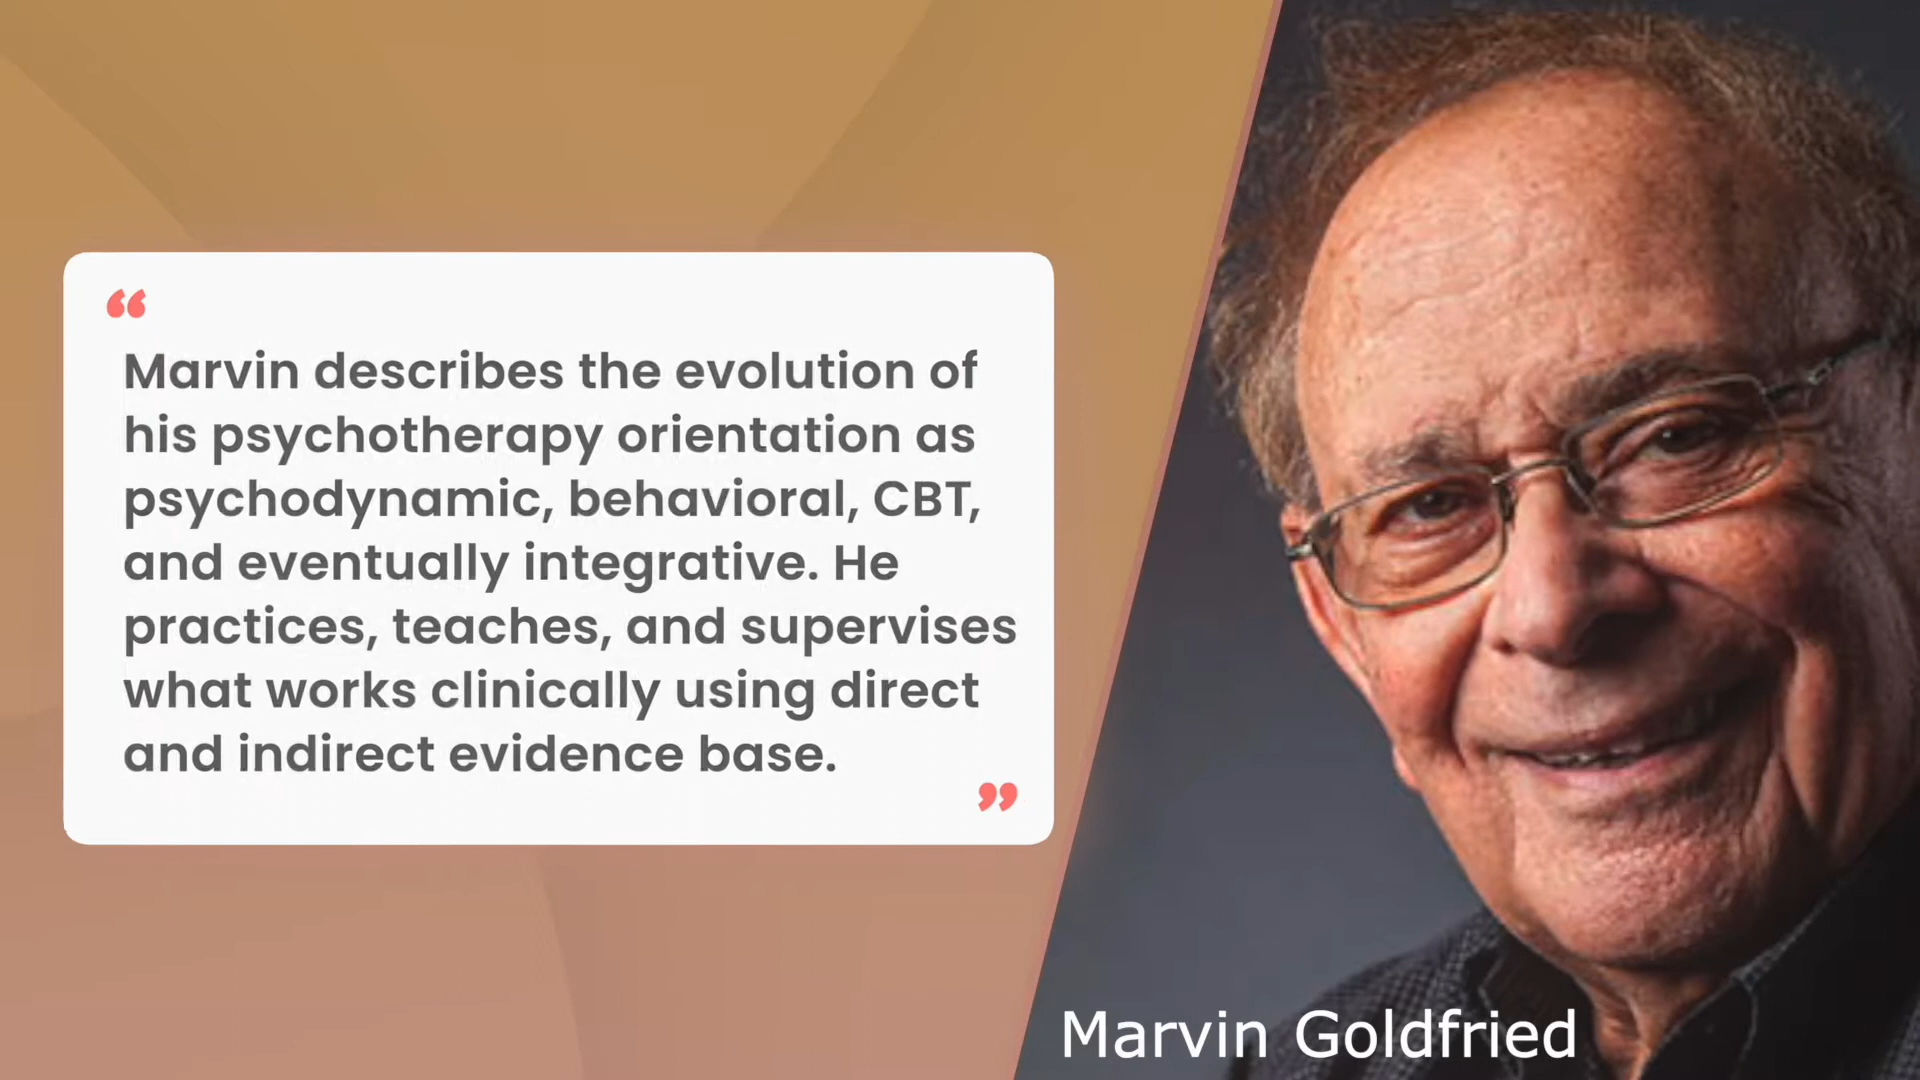 “
Marvin describes the evolution of
his psychotherapy orientation as
psychodynamic, behavioral, CBT,
and eventually integrative. He
practices, teaches, and supervises
what works clinically using direct
and indirect evidence base.
”
Marvin Goldfried